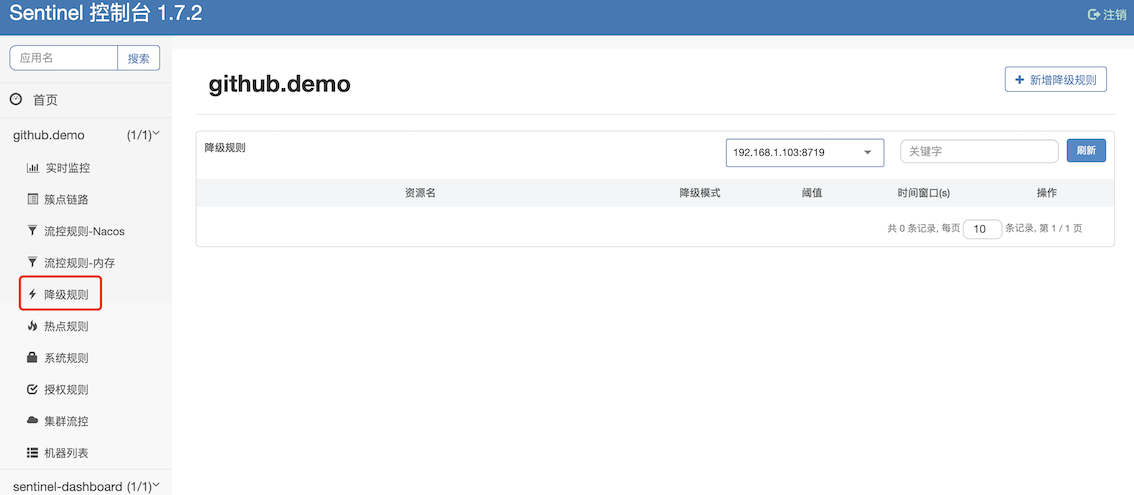 Sentinel 控制台 1.7.2
注销
应用名 搜索
首页
github.demo (1/1)
实时监控
簇点链路
流控规则-Nacos
流控规则-内存
降级规则
热点规则
系统规则
授权规则
集群流控
机器列表
sentinel-dashboard (1/1)
github.demo
+ 新增降级规则
降级规则 192.168.1.103:8719 关键字 刷新
资源名 降级模式 阈值 时间窗口(s) 操作
共 0 条记录, 每页 10 条记录, 第 1 / 1 页